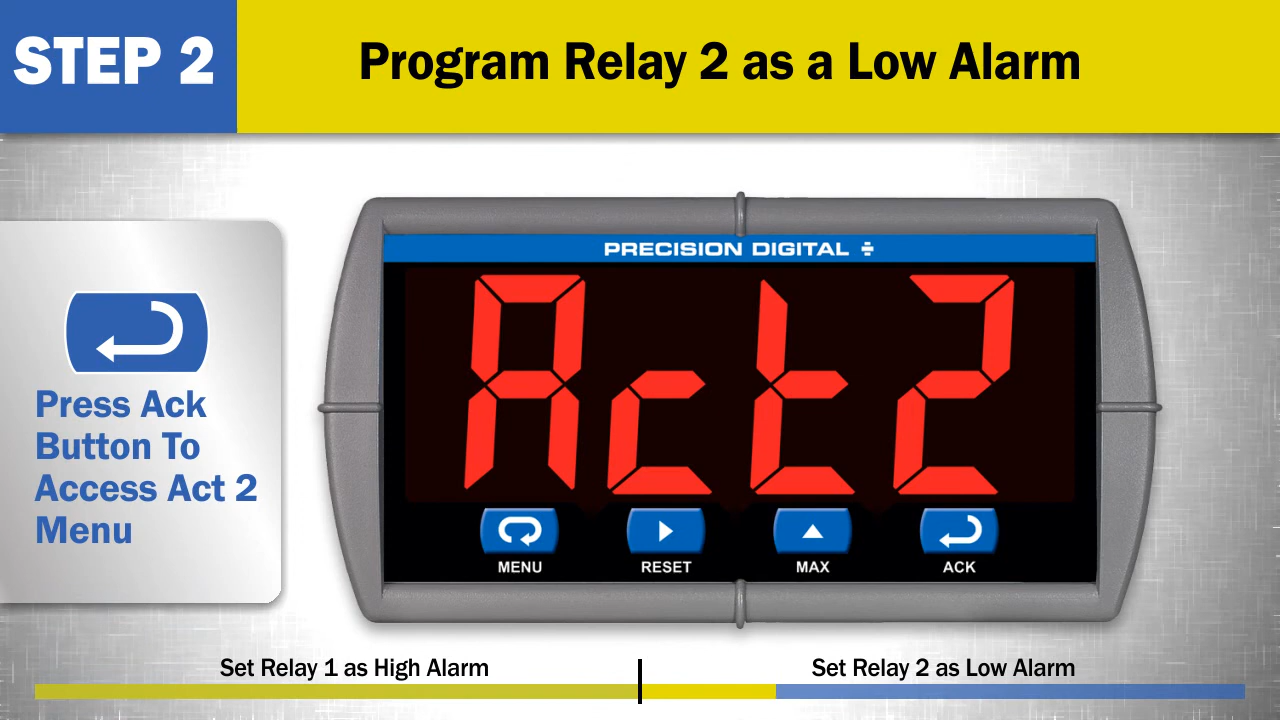 STEP 2
Program Relay 2 as a Low Alarm
PRECISION DIGITAL
Act2
Press Ack
Button To
Access Act 2
Menu
MENU
RESET
MAX
ACK
Set Relay 1 as High Alarm
Set Relay 2 as Low Alarm